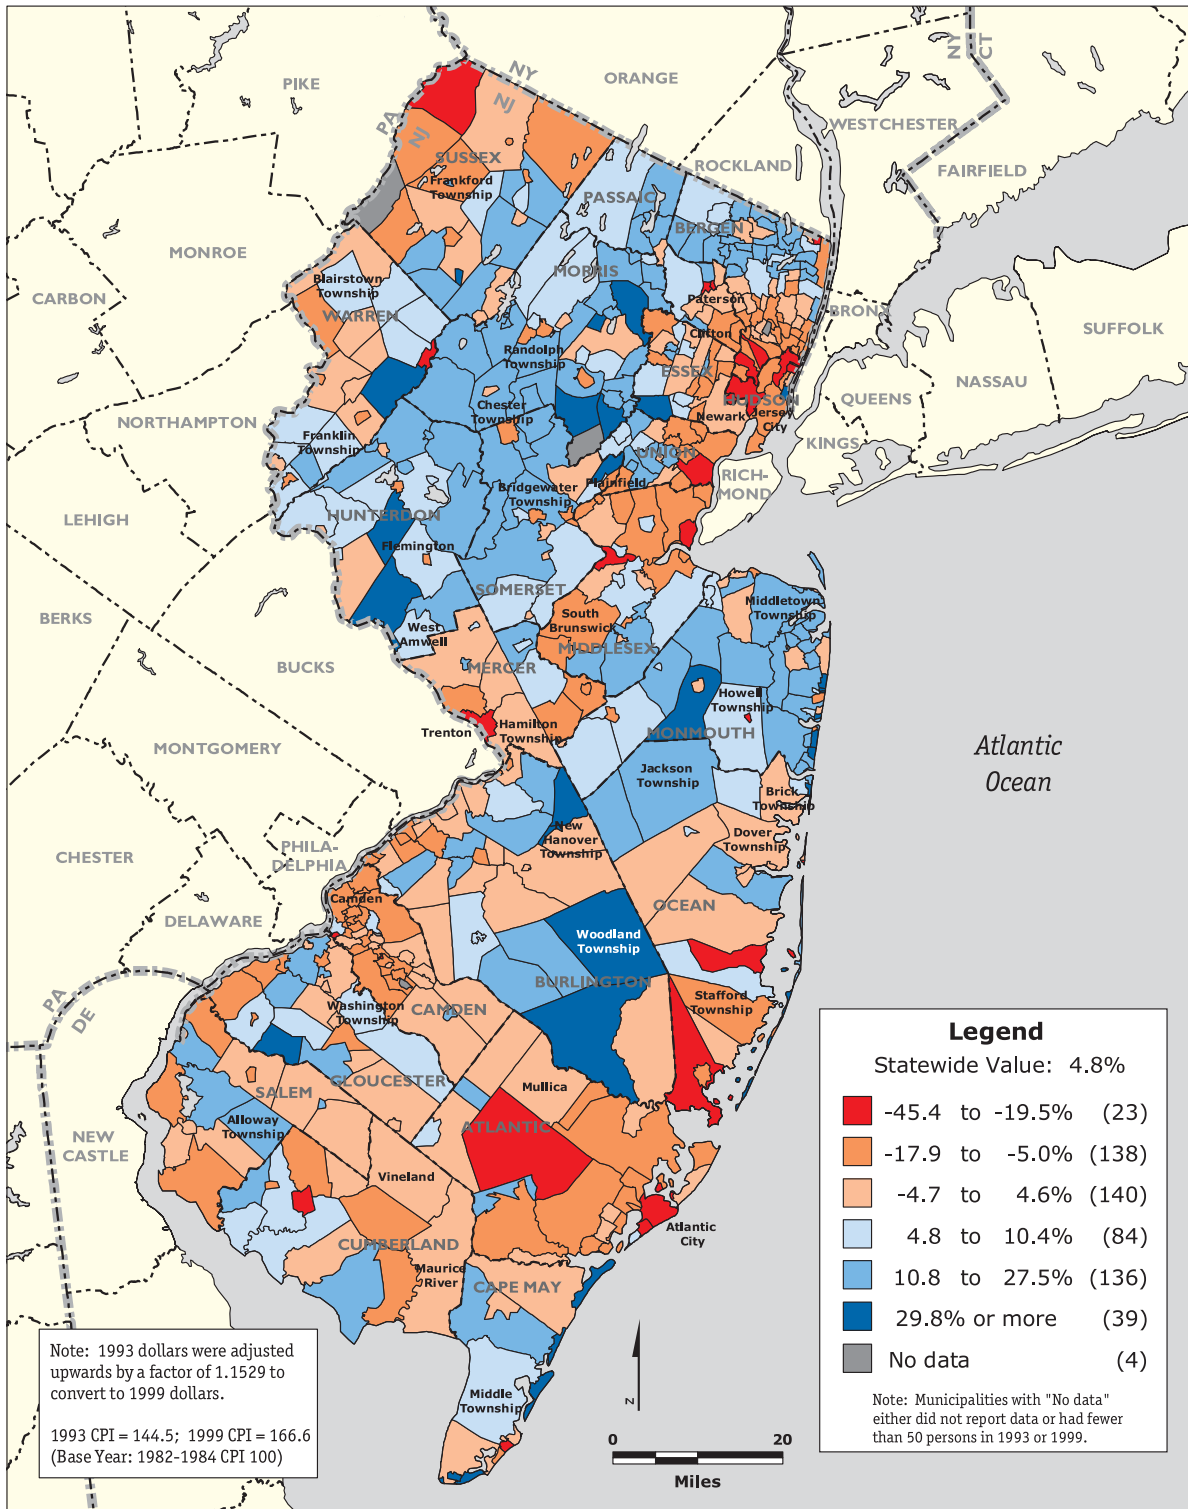 NY
CT
NY
NJ
PA
NJ
PIKE
ORANGE
WESTCHESTER
ROCKLAND
FAIRFIELD
SUSSEX
Frankford
Township
PASSAIC
BERGEN
MONROE
MORRIS
CARBON
Blairstown
Township
WARREN
Paterson
Clifton
BRONX
SUFFOLK
Randolph
Township
ESSEX
NASSAU
NORTHAMPTON
Chester
Township
HUDSON
Newark
Jersey
City
QUEENS
Franklin
Township
UNION
KINGS
Bridgewater
Township
Plainfield
RICH-
MOND
LEHIGH
HUNTERDON
Flemington
SOMERSET
BERKS
West
Amwell
South
Brunswick
MIDDLESEX
Middletown
Township
BUCKS
MERCER
Howell
Township
Trenton
Hamilton
Township
MONMOUTH
MONTGOMERY
Atlantic
Ocean
Jackson
Township
Brick
Township
CHESTER
PHILA-
DELPHIA
New
Hanover
Township
Dover
Township
DELAWARE
Camden
OCEAN
Woodland
Township
BURLINGTON
PA
DE
Washington
Township
CAMDEN
Stafford
Township
SALEM
GLOUCESTER
Mullica
NEW
CASTLE
Alloway
Township
ATLANTIC
Vineland
Atlantic
City
CUMBERLAND
Maurice
River
CAPE MAY
Middle
Township
Legend
Statewide Value: 4.8%
-45.4 to -19.5% (23)
-17.9 to -5.0% (138)
-4.7 to 4.6% (140)
4.8 to 10.4% (84)
10.8 to 27.5% (136)
29.8% or more (39)
No data (4)
Note: Municipalities with "No data"
either did not report data or had fewer
than 50 persons in 1993 or 1999.
Note: 1993 dollars were adjusted
upwards by a factor of 1.1529 to
convert to 1999 dollars.
1993 CPI = 144.5; 1999 CPI = 166.6
(Base Year: 1982-1984 CPI 100)
N
0 20
Miles